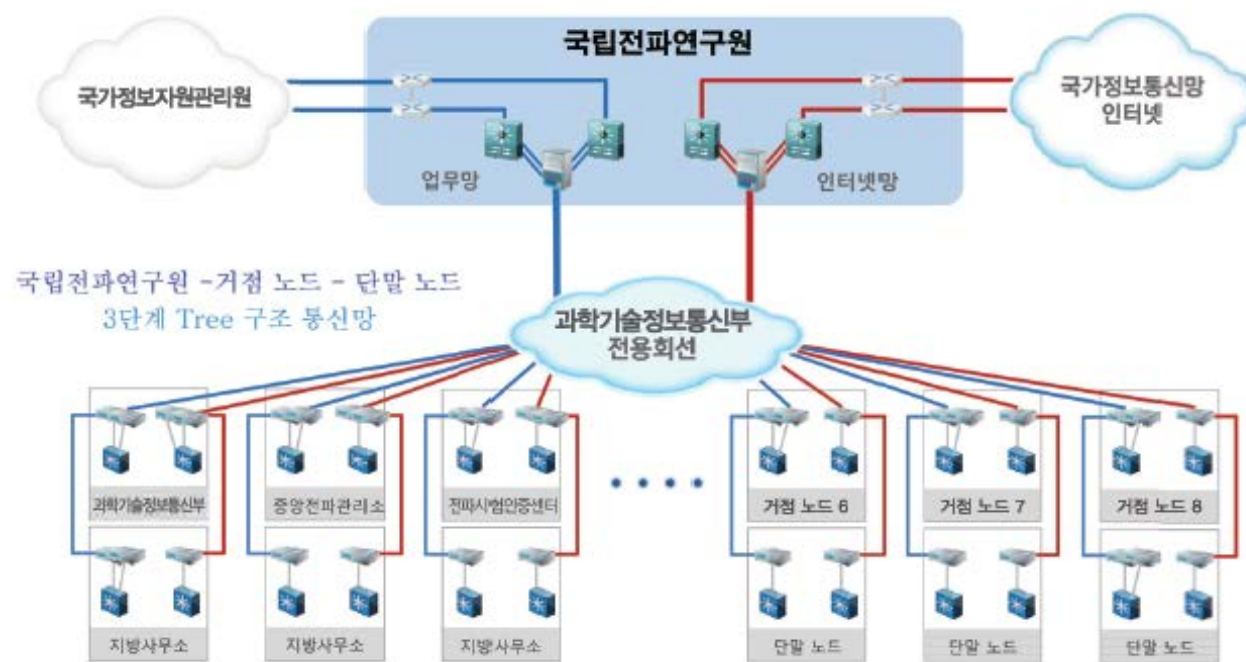 국립전파연구원
국가정보자원관리원
국가정보통신망
인터넷
업무망
인터넷망
국립전파연구원 -거점 노드 - 단말 노드
3단계 Tree 구조 통신망
과학기술정보통신부
전용회선
과학기술정보통신부
중앙전파관리소
전파시험인증센터
거점 노드 6
거점 노드 7
거점 노드 8
지방사무소
지방사무소
지방사무소
단말 노드
단말 노드
단말 노드